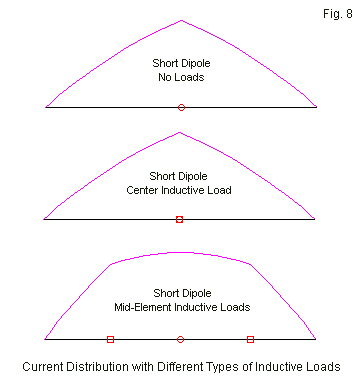 Fig. 8
Short Dipole
No Loads
Short Dipole
Center Inductive Load
Short Dipole
Mid-Element Inductive Loads
Current Distribution with Different Types of Inductive Loads